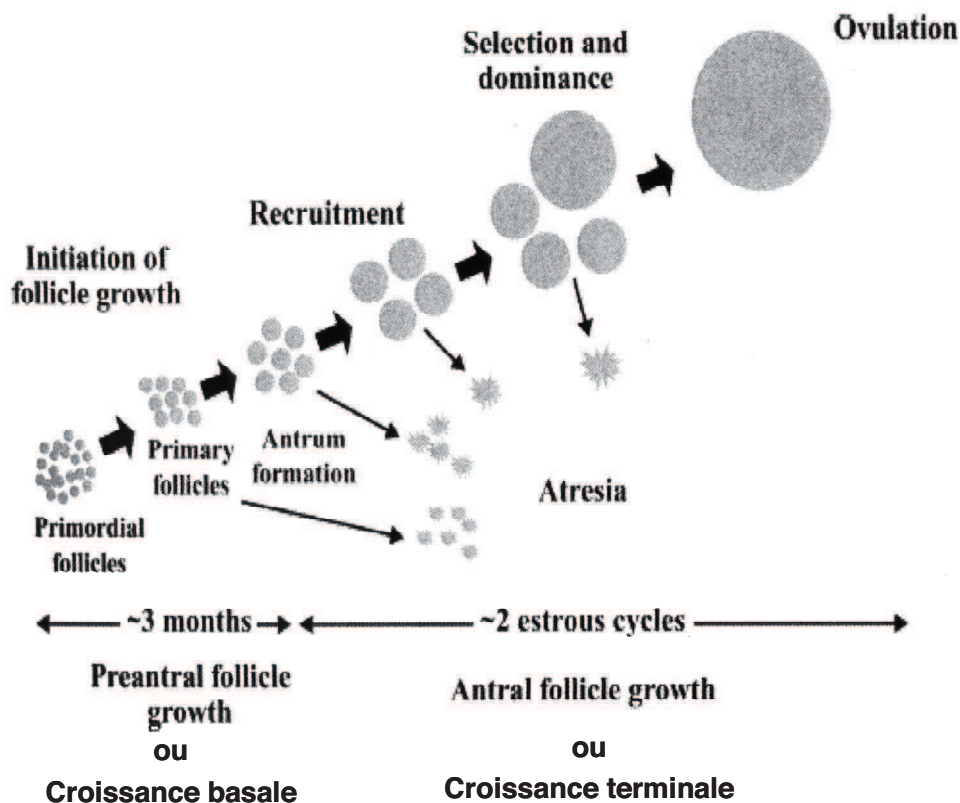 Ovulation
Selection and
dominance
Recruitment
Initiation of
follicle growth
Primary
follicles
Antrum
formation
Primordial
follicles
Atresia
~3 months
~2 estrous cycles
Preantral follicle
growth
ou
Croissance basale
Antral follicle growth
ou
Croissance terminale